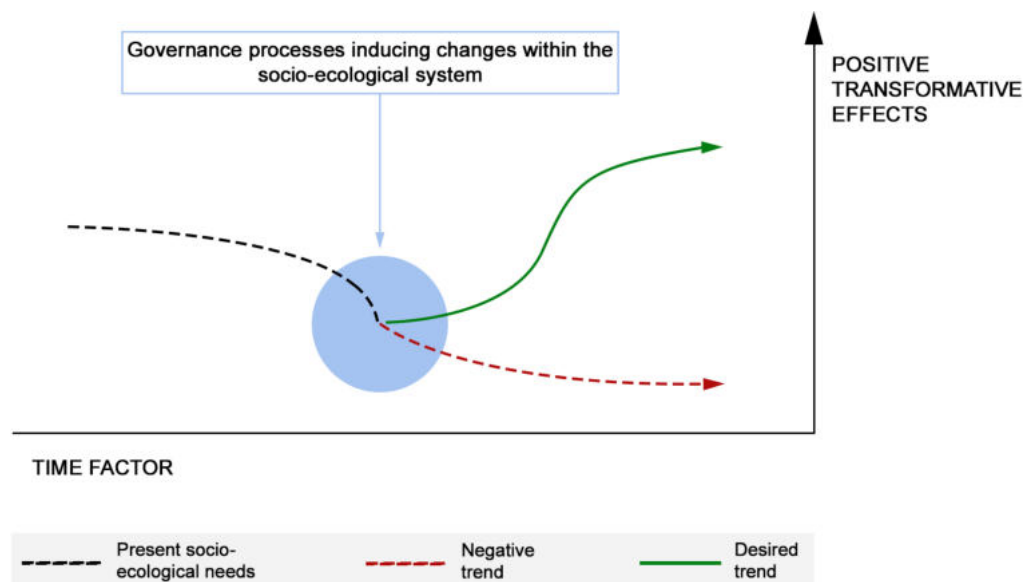 Governance processes inducing changes within the
socio-ecological system
POSITIVE
TRANSFORMATIVE
EFFECTS
TIME FACTOR
Present socio-
ecological needs
Negative
trend
Desired
trend